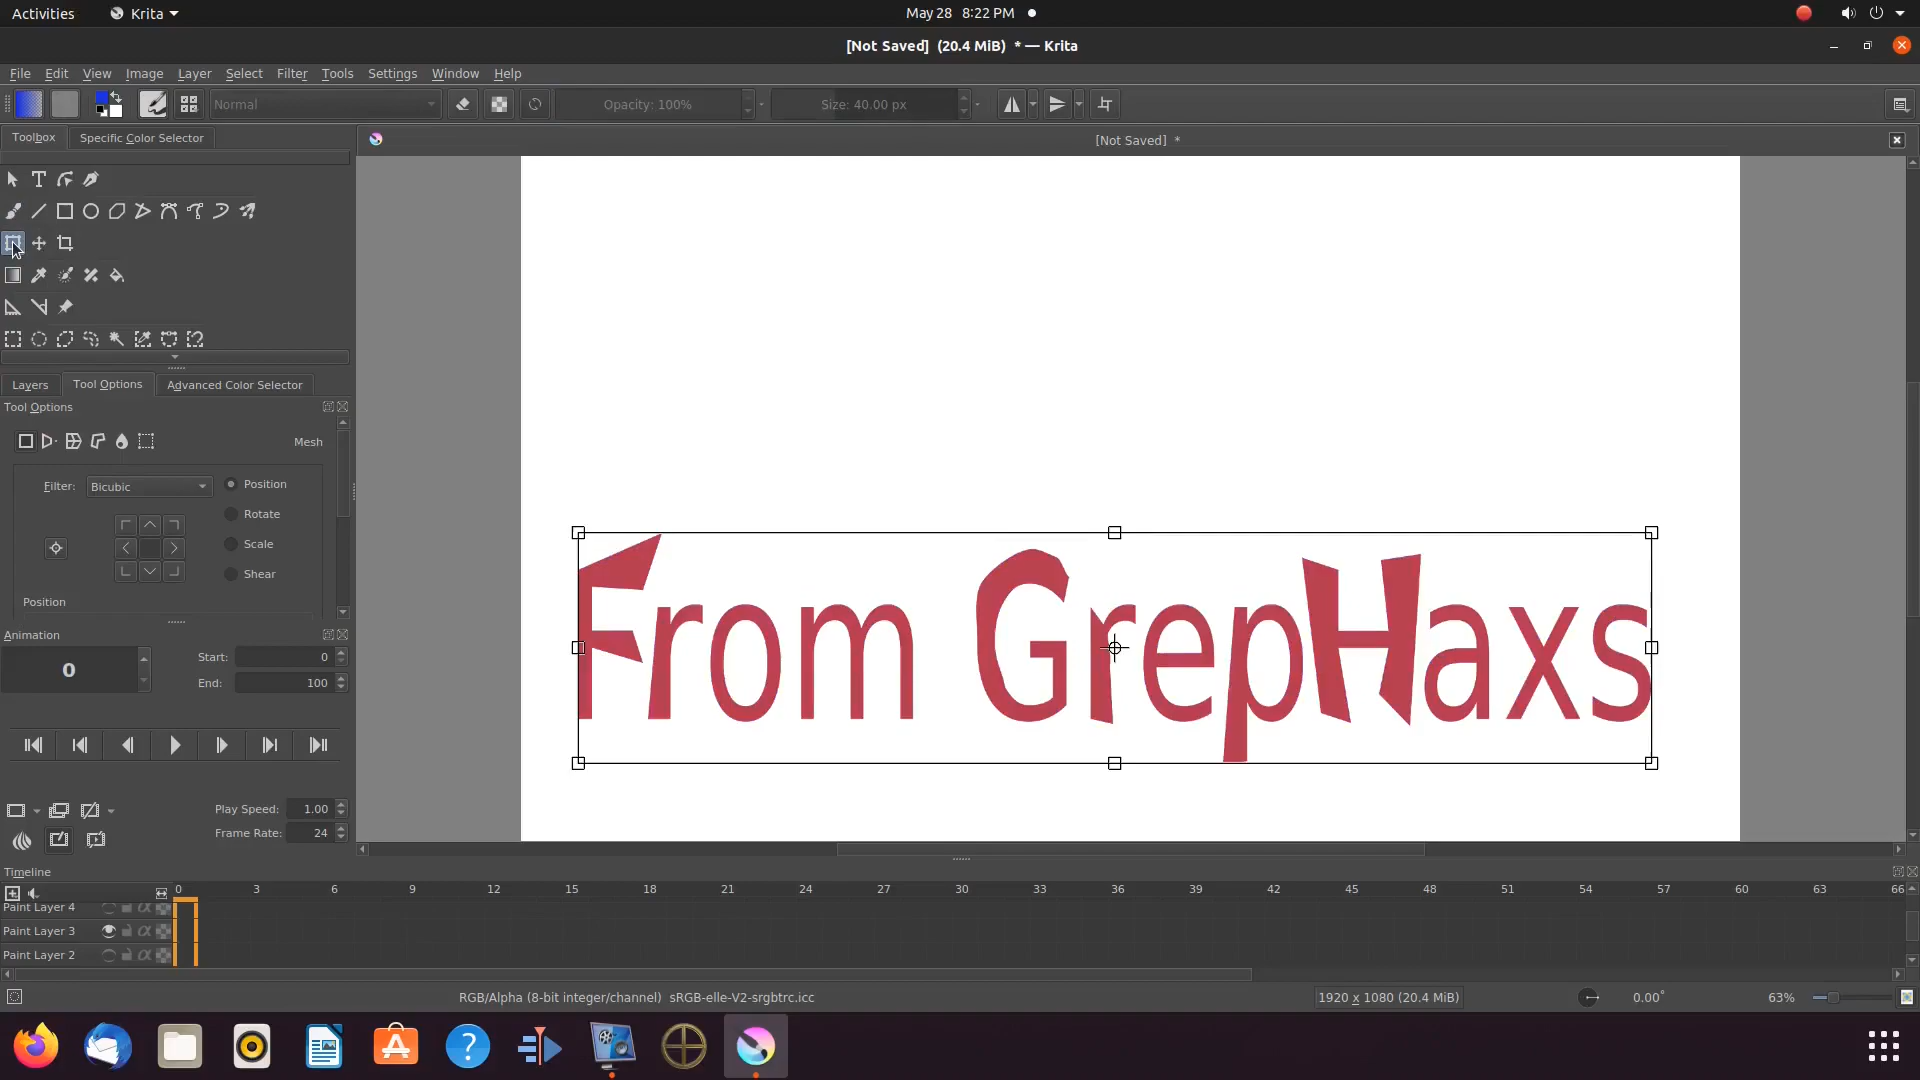 Activities Krita May 28 8:22 PM
[Not Saved] (20.4 MiB) * — Krita
File Edit View Image Layer Select Filter Tools Settings Window Help
Normal Opacity: 100% Size: 40.00 px
Toolbox Specific Color Selector [Not Saved] *
Layers Tool Options Advanced Color Selector
Tool Options
Mesh
Filter: Bicubic Position
Rotate
Scale
Shear
Position
From GrepHaxs
Animation
0 Start: 0
End: 100
Play Speed: 1.00
Frame Rate: 24
Timeline
0 3 6 9 12 15 18 21 24 27 30 33 36 39 42 45 48 51 54 57 60 63 66
Paint Layer 4
Paint Layer 3
Paint Layer 2
RGB/Alpha (8-bit integer/channel) sRGB-elle-V2-srgbtrc.icc 1920 x 1080 (20.4 MiB) 0.00° 63%